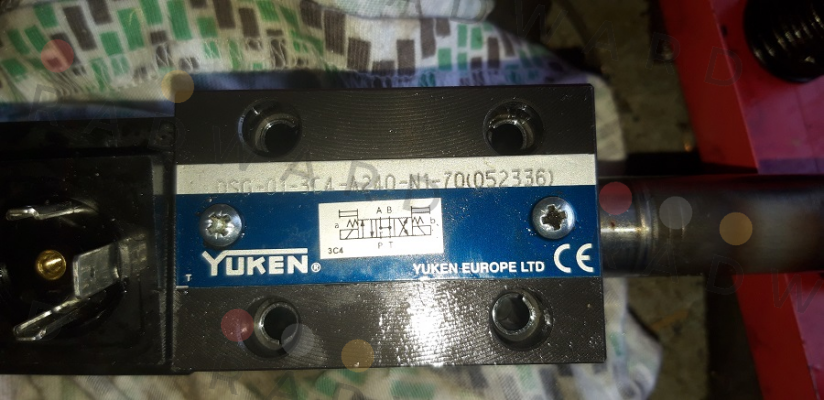 DSG-01-3C4-A240-N1-70(052336)
A B
a b
P T
3C4
YUKEN®
YUKEN EUROPE LTD CE
T